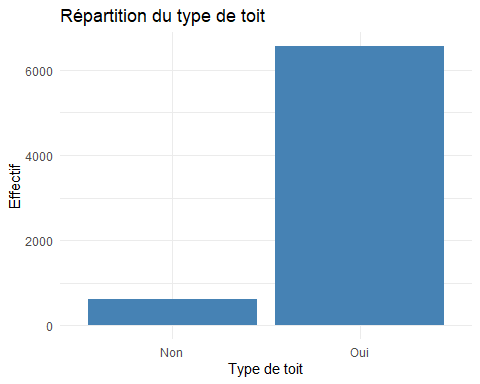 Répartition du type de toit
6000
4000
2000
0
Effectif
Non Oui
Type de toit